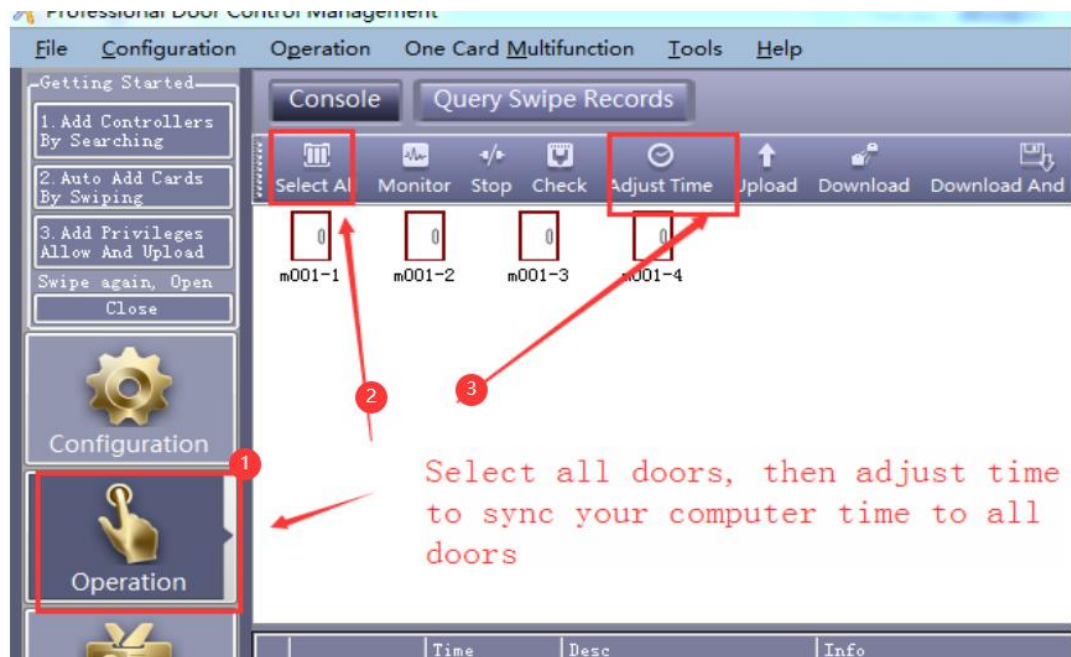 Professional Door Control Management
File Configuration Operation One Card Multifunction Tools Help
Getting Started
1. Add Controllers
By Searching
2. Auto Add Cards
By Swiping
3. Add Privileges
Allow And Upload
Swipe again, Open
Close
Configuration
1
Operation
Console Query Swipe Records
Select All Monitor Stop Check Adjust Time Upload Download Download And
0 0 0 0
m001-1 m001-2 m001-3 m001-4
2
3
Select all doors, then adjust time
to sync your computer time to all
doors
Time Desc Info